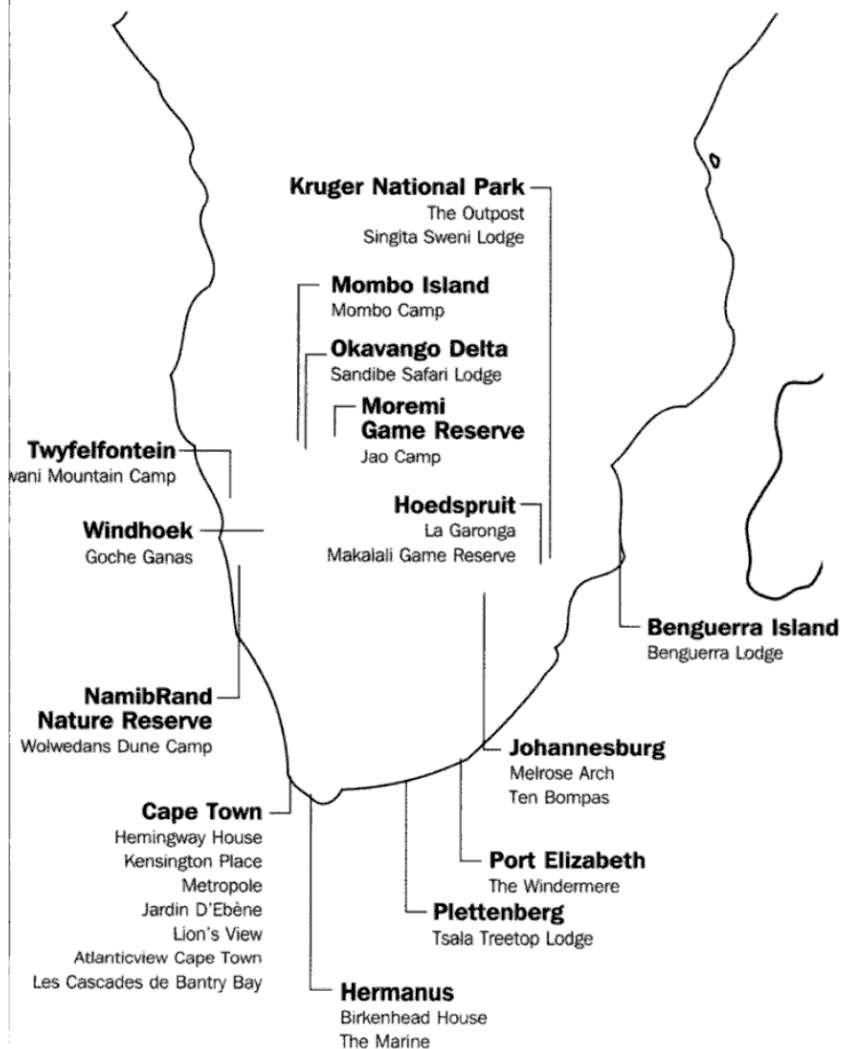 Kruger National Park
The Outpost
Singita Sweni Lodge
Mombo Island
Mombo Camp
Okavango Delta
Sandibe Safari Lodge
Moremi
Game Reserve
Jao Camp
Twyfelfontein
Mountain Camp
Hoedspruit
La Garonga
Makalali Game Reserve
Windhoek
Goche Ganas
Benguerra Island
Benguerra Lodge
NamibRand
Nature Reserve
Wolwedans Dune Camp
Johannesburg
Melrose Arch
Ten Bompas
Cape Town
Hemingway House
Kensington Place
Metropole
Jardin D'Ebène
Lion's View
Atlanticview Cape Town
Les Cascades de Bantry Bay
Port Elizabeth
The Windermere
Plettenberg
Tsala Treetop Lodge
Hermanus
Birkenhead House
The Marine